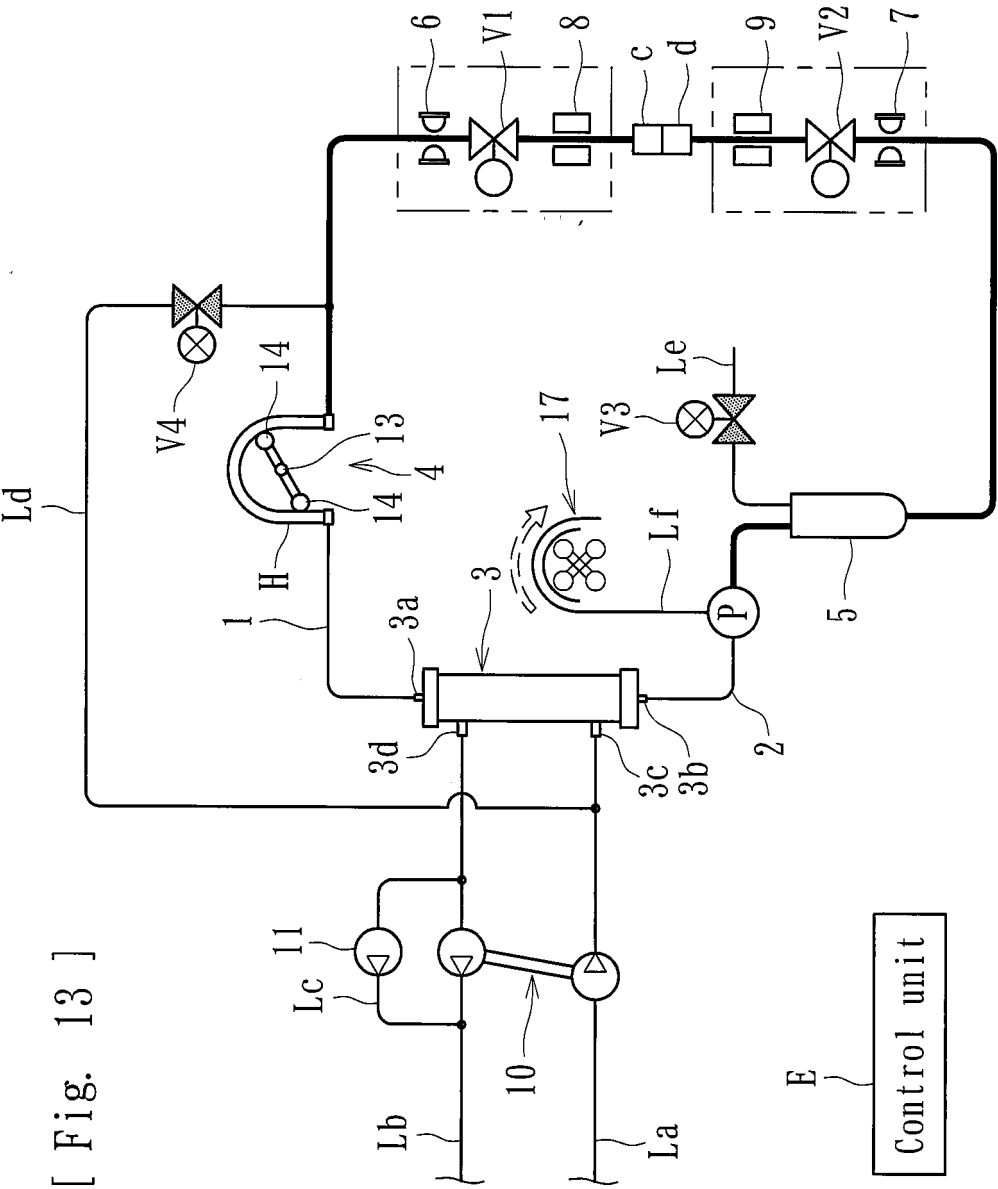 [ Fig. 13 ]
6
V1
8
c
d
9
V2
7
Ld
V4
14
13
4
14
H
1
3a
3
17
Lf
V3
Le
P
5
2
3d
3c
3b
11
Lc
10
Lb
La
E
Control unit